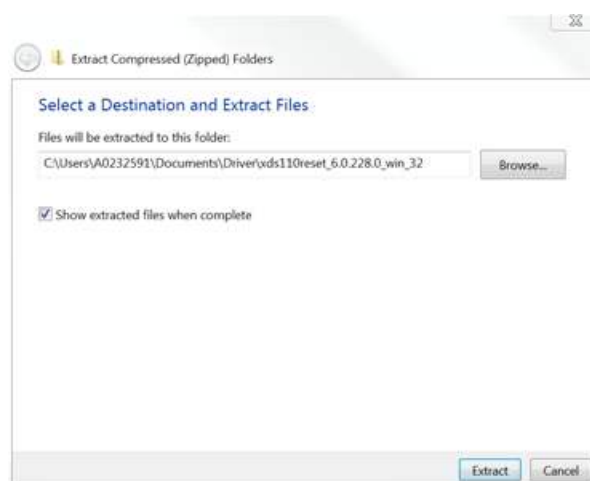 Extract Compressed (Zipped) Folders
Select a Destination and Extract Files
Files will be extracted to this folder:
C:\Users\A0232591\Documents\Driver\xds110reset_6.0.228.0_win_32
Browse...
Show extracted files when complete
Extract
Cancel